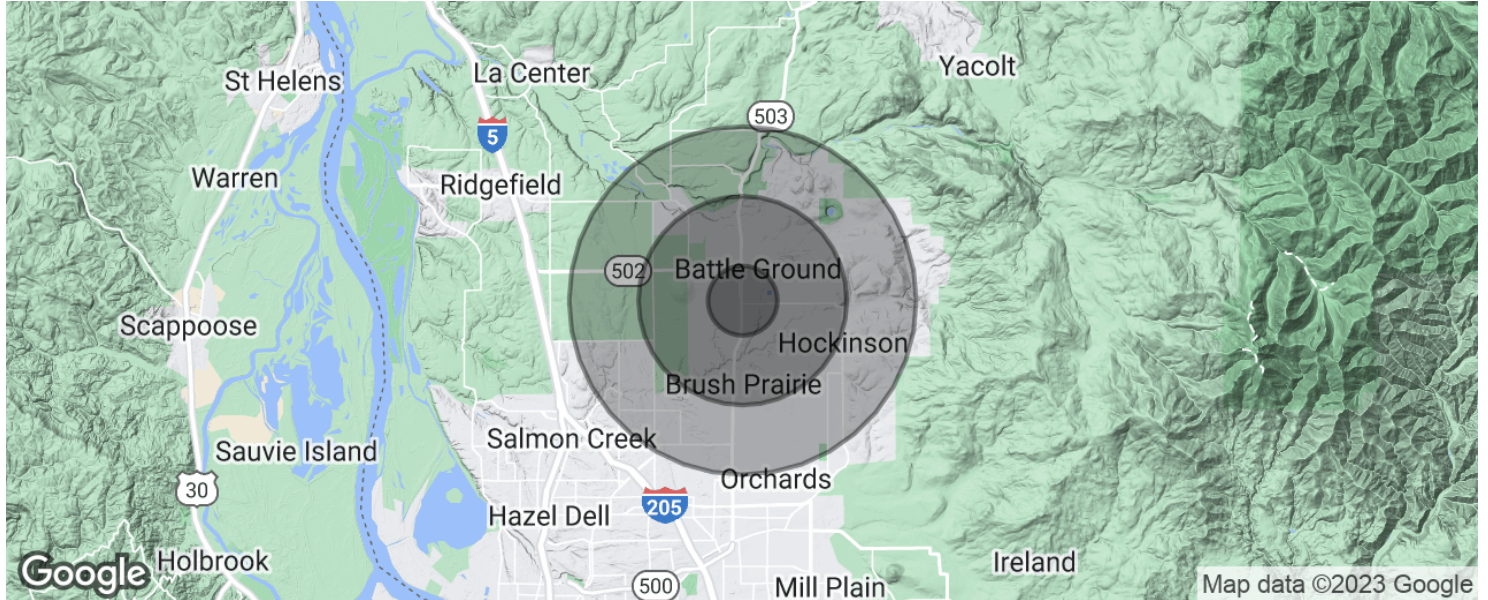 Yacolt
La Center
St Helens
503
5
Warren
Ridgefield
502
Battle Ground
Scappoose
Hockinson
Brush Prairie
Salmon Creek
Sauvie Island
Orchards
30
205
Hazel Dell
Holbrook
Ireland
Google
500
Mill Plain
Map data ©2023 Google